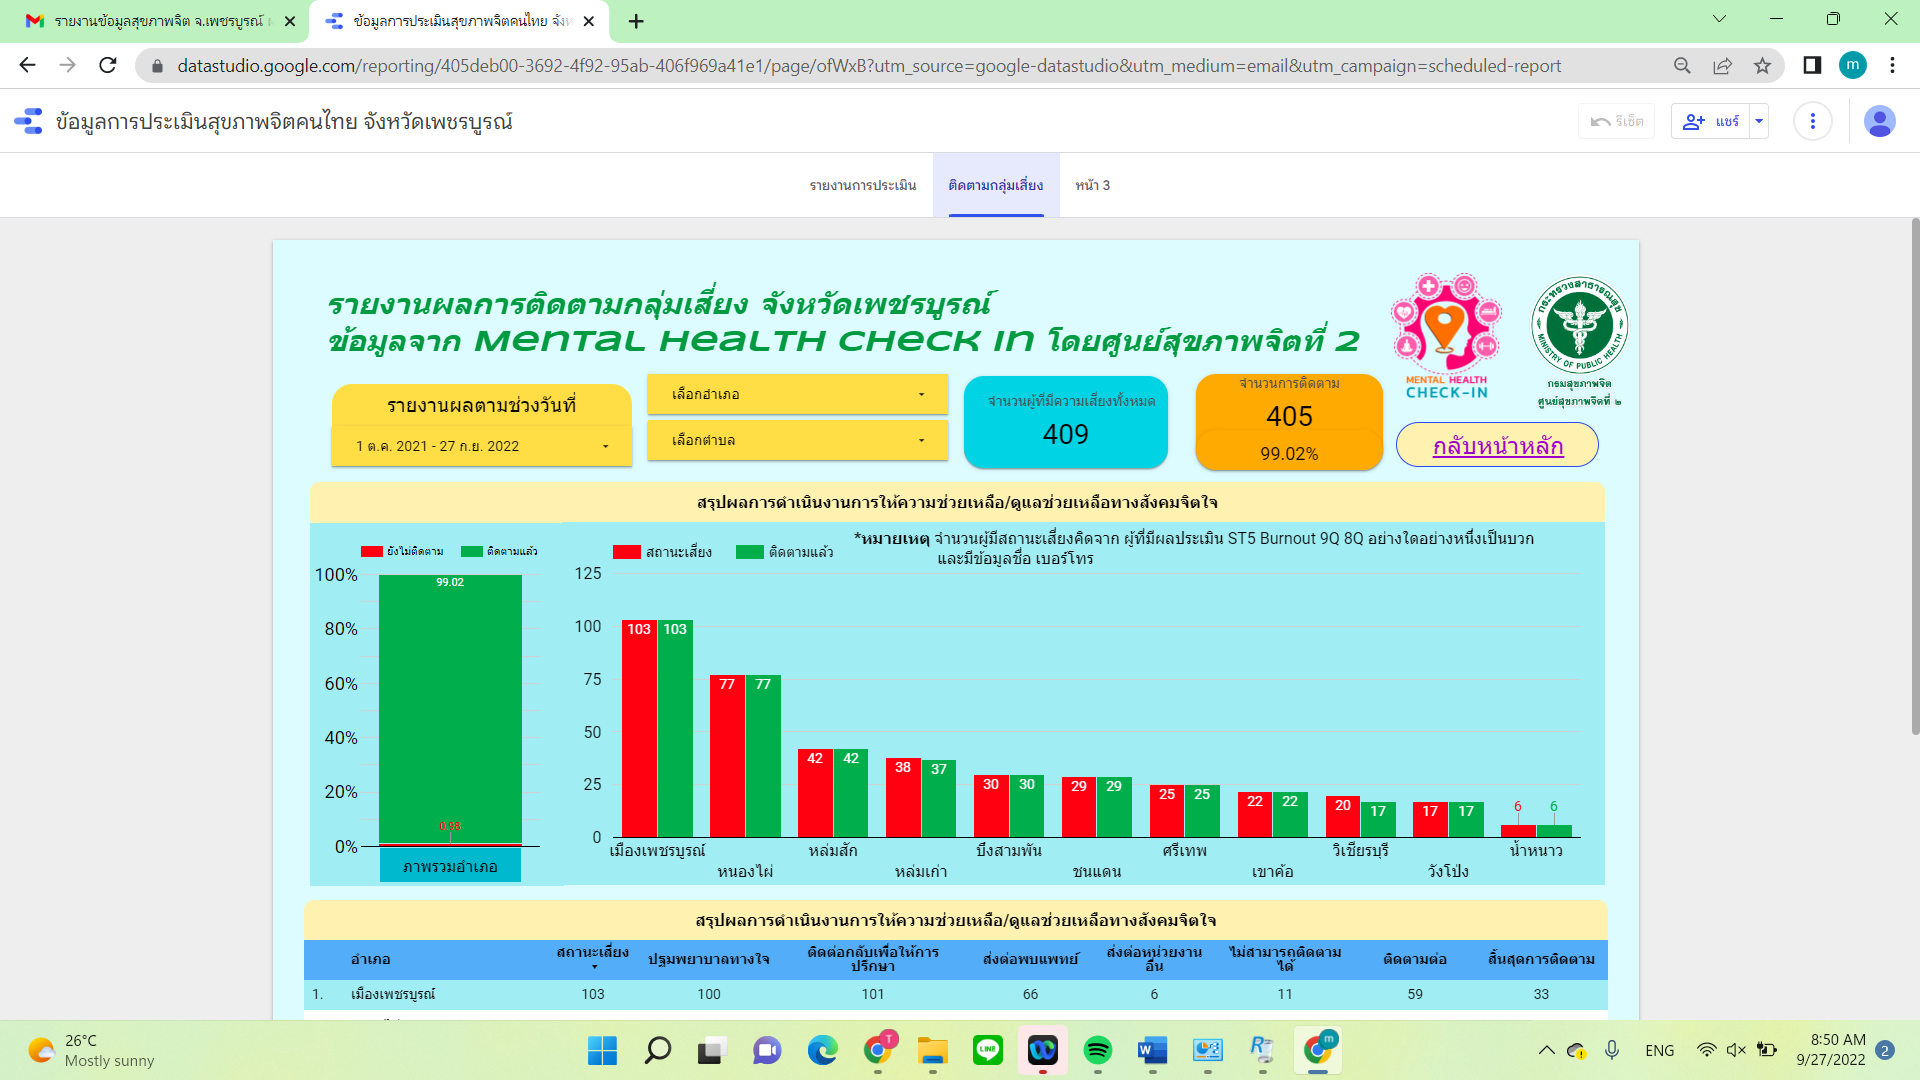 รายงานข้อมูลสุขภาพจิต จ.เพชรบูรณ์
ข้อมูลการประเมินสุขภาพจิตคนไทย จังห
datastudio.google.com/reporting/405deb00-3692-4f92-95ab-406f969a41e1/page/ofWxB?utm_source=google-datastudio&utm_medium=email&utm_campaign=scheduled-report
m
ข้อมูลการประเมินสุขภาพจิตคนไทย จังหวัดเพชรบูรณ์
รีเซ็ต
แชร์
รายงานการประเมิน
ติดตามกลุ่มเสี่ยง
หน้า 3
รายงานผลการติดตามกลุ่มเสี่ยง จังหวัดเพชรบูรณ์
ข้อมูลจาก Mental Health Check In โดยศูนย์สุขภาพจิตที่ 2
MENTAL HEALTH
CHECK-IN
กระทรวงสาธารณสุข
MINISTRY OF PUBLIC HEALTH
กรมสุขภาพจิต
ศูนย์สุขภาพจิตที่ ๒
รายงานผลตามช่วงวันที่
1 ต.ค. 2021 - 27 ก.ย. 2022
เลือกอำเภอ
เลือกตำบล
จำนวนผู้ที่มีความเสี่ยงทั้งหมด
409
จำนวนการติดตาม
405
99.02%
กลับหน้าหลัก
สรุปผลการดำเนินงานการให้ความช่วยเหลือ/ดูแลช่วยเหลือทางสังคมจิตใจ
ยังไม่ติดตาม ติดตามแล้ว
100%
80%
60%
40%
20%
0%
99.02
0.98
ภาพรวมอำเภอ
สถานะเสี่ยง ติดตามแล้ว
*หมายเหตุ จำนวนผู้มีสถานะเสี่ยงคิดจาก ผู้ที่มีผลประเมิน ST5 Burnout 9Q 8Q อย่างใดอย่างหนึ่งเป็นบวก
และมีข้อมูลชื่อ เบอร์โทร
125
100
75
50
25
0
103 103 77 77 42 42 38 37 30 30 29 29 25 25 22 22 20 17 17 17 6 6
เมืองเพชรบูรณ์ หล่มสัก บึงสามพัน ศรีเทพ วิเชียรบุรี น้ำหนาว
หนองไผ่ หล่มเก่า ชนแดน เขาค้อ วังโป่ง
สรุปผลการดำเนินงานการให้ความช่วยเหลือ/ดูแลช่วยเหลือทางสังคมจิตใจ
อำเภอ สถานะเสี่ยง ปฐมพยาบาลทางใจ ติดต่อกลับเพื่อให้การปรึกษา ส่งต่อพบแพทย์ ส่งต่อหน่วยงานอื่น ไม่สามารถติดตามได้ ติดตามต่อ สิ้นสุดการติดตาม
1. เมืองเพชรบูรณ์ 103 100 101 66 6 11 59 33
26°C
Mostly sunny
T
LINE
m
ENG
8:50 AM
9/27/2022
2